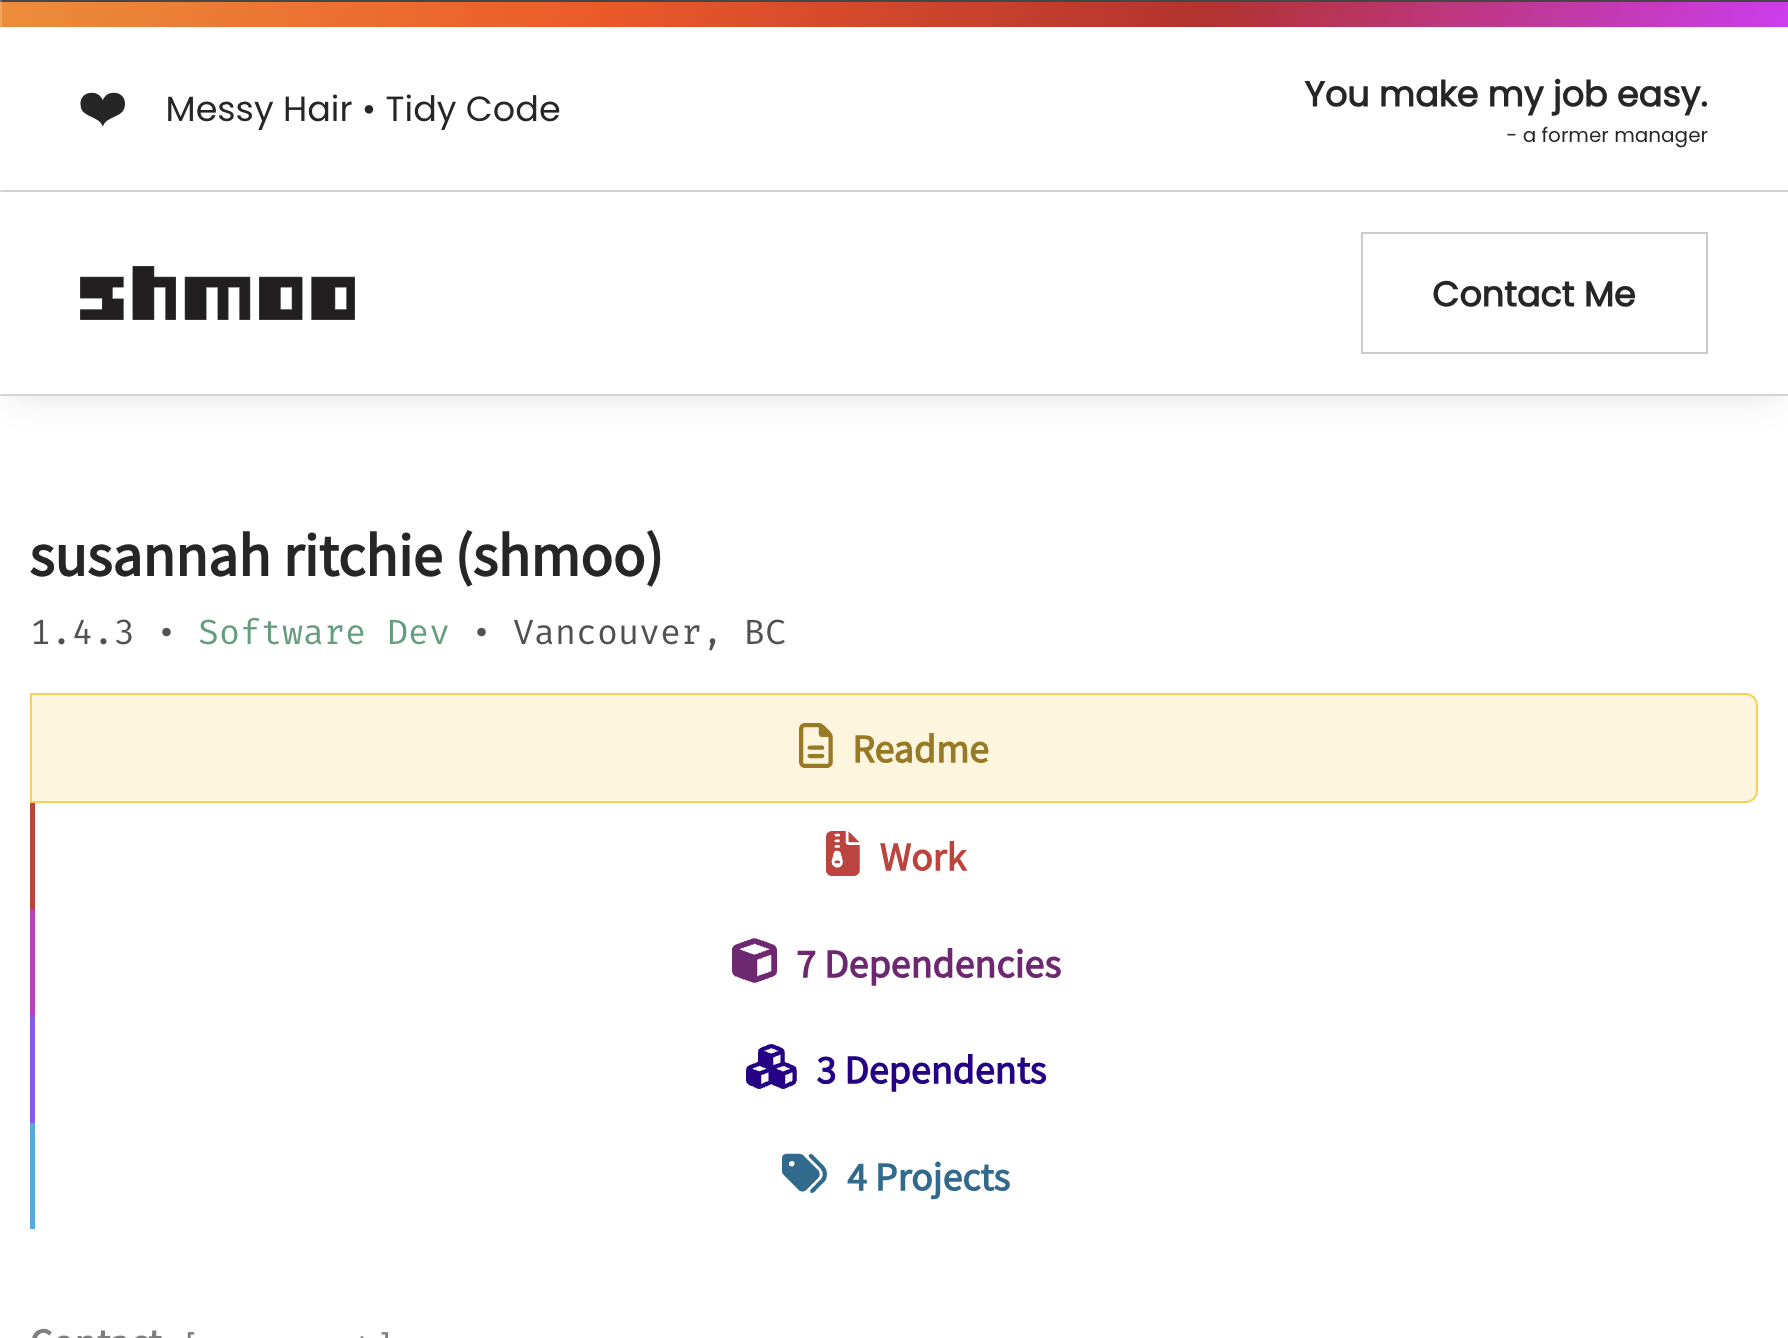 Messy Hair • Tidy Code
You make my job easy.
- a former manager
shmoo
Contact Me
susannah ritchie (shmoo)
1.4.3 • Software Dev • Vancouver, BC
Readme
Work
7 Dependencies
3 Dependents
4 Projects
Contact